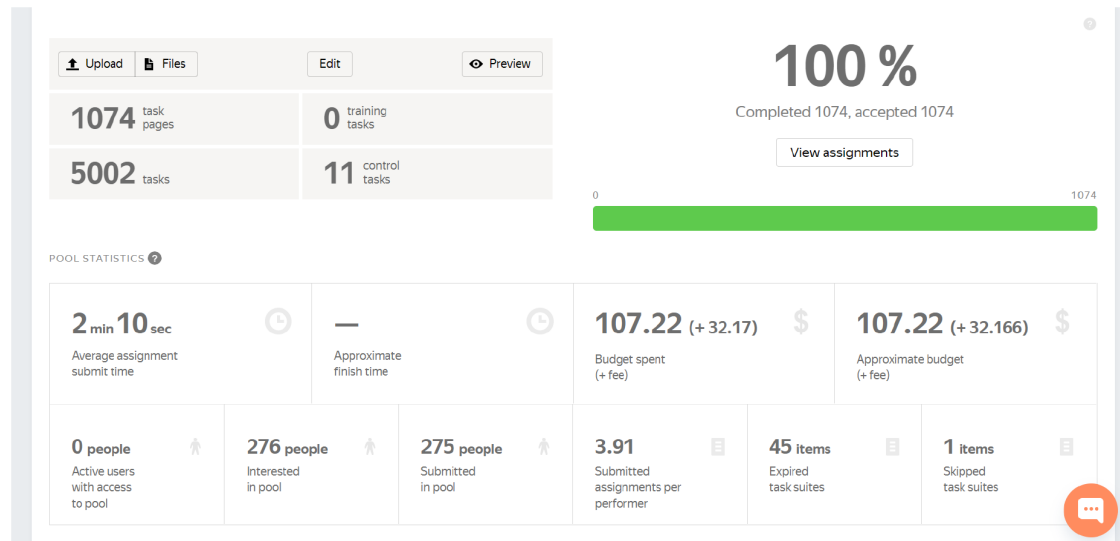 Upload Files Edit Preview
1074 task pages
0 training tasks
5002 tasks
11 control tasks
100 %
Completed 1074, accepted 1074
View assignments
0 1074
POOL STATISTICS ?
2 min 10 sec
Average assignment
submit time
—
Approximate
finish time
107.22 (+ 32.17)
Budget spent
(+ fee)
107.22 (+ 32.166)
Approximate budget
(+ fee)
0 people
Active users
with access
to pool
276 people
Interested
in pool
275 people
Submitted
in pool
3.91
Submitted
assignments per
performer
45 items
Expired
task suites
1 items
Skipped
task suites